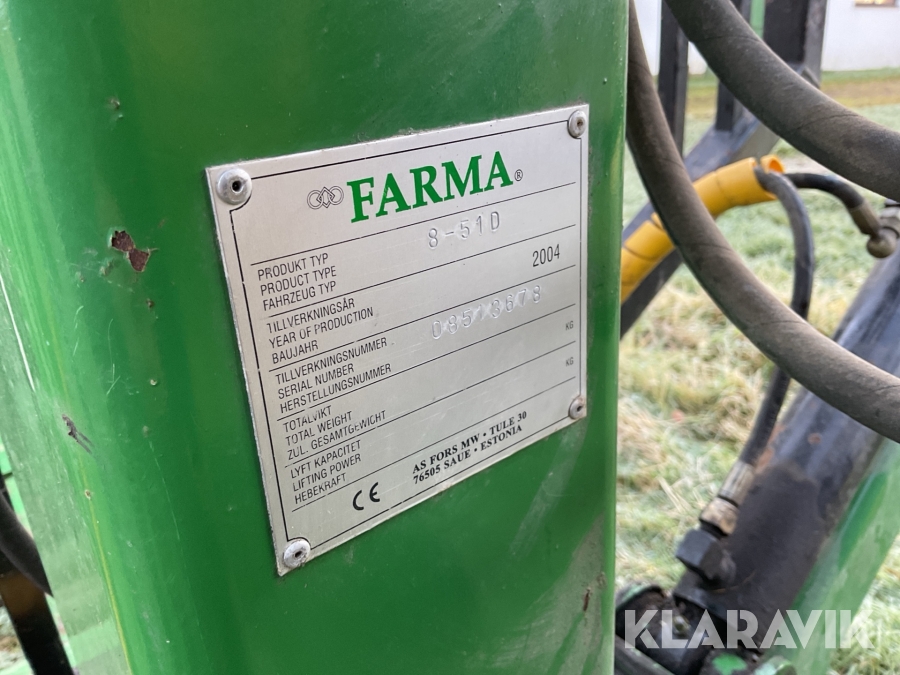 FARMA®
PRODUKT TYP
PRODUCT TYPE 8-51D
FAHRZEUG TYP
TILLVERKNINGSÅR
YEAR OF PRODUCTION 2004
BAUJAHR
TILLVERKNINGSNUMMER
SERIAL NUMBER 085/3678
HERSTELLUNGSNUMMER
TOTALVIKT
TOTAL WEIGHT KG
ZUL. GESAMTGEWICHT
LYFT KAPACITET
LIFTING POWER KG
HEBEKRAFT
CE
AS FORS MW • TULE 30
76505 SAUE • ESTONIA
KLARAVIK